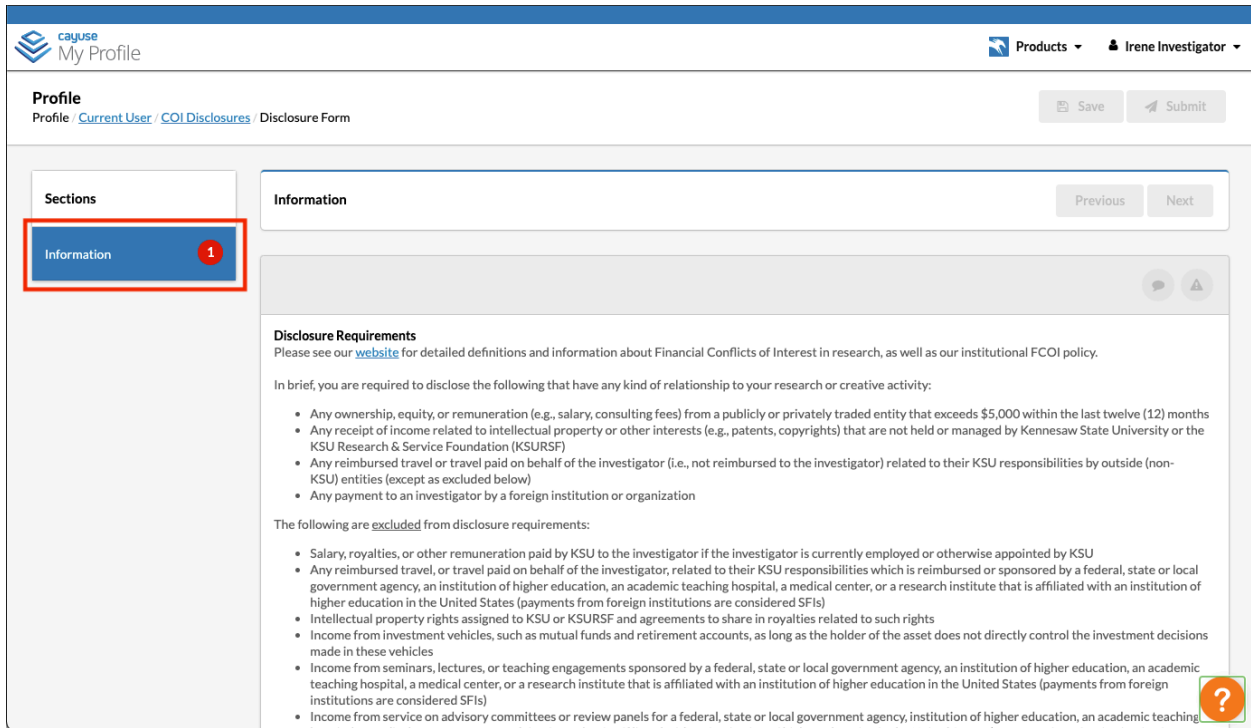 cayuse
My Profile
Products
Irene Investigator
Profile
Profile / Current User / COI Disclosures / Disclosure Form
Save
Submit
Sections
Information
1
Information
Previous
Next
Disclosure Requirements
Please see our website for detailed definitions and information about Financial Conflicts of Interest in research, as well as our institutional FCOI policy.
In brief, you are required to disclose the following that have any kind of relationship to your research or creative activity:
• Any ownership, equity, or remuneration (e.g., salary, consulting fees) from a publicly or privately traded entity that exceeds $5,000 within the last twelve (12) months
• Any receipt of income related to intellectual property or other interests (e.g., patents, copyrights) that are not held or managed by Kennesaw State University or the
KSU Research & Service Foundation (KSURSF)
• Any reimbursed travel or travel paid on behalf of the investigator (i.e., not reimbursed to the investigator) related to their KSU responsibilities by outside (non-
KSU) entities (except as excluded below)
• Any payment to an investigator by a foreign institution or organization
The following are excluded from disclosure requirements:
• Salary, royalties, or other remuneration paid by KSU to the investigator if the investigator is currently employed or otherwise appointed by KSU
• Any reimbursed travel, or travel paid on behalf of the investigator, related to their KSU responsibilities which is reimbursed or sponsored by a federal, state or local
government agency, an institution of higher education, an academic teaching hospital, a medical center, or a research institute that is affiliated with an institution of
higher education in the United States (payments from foreign institutions are considered SFIs)
• Intellectual property rights assigned to KSU or KSURSF and agreements to share in royalties related to such rights
• Income from investment vehicles, such as mutual funds and retirement accounts, as long as the holder of the asset does not directly control the investment decisions
made in these vehicles
• Income from seminars, lectures, or teaching engagements sponsored by a federal, state or local government agency, an institution of higher education, an academic
teaching hospital, a medical center, or a research institute that is affiliated with an institution of higher education in the United States (payments from foreign
institutions are considered SFIs)
• Income from service on advisory committees or review panels for a federal, state or local government agency, institution of higher education, an academic teaching
?